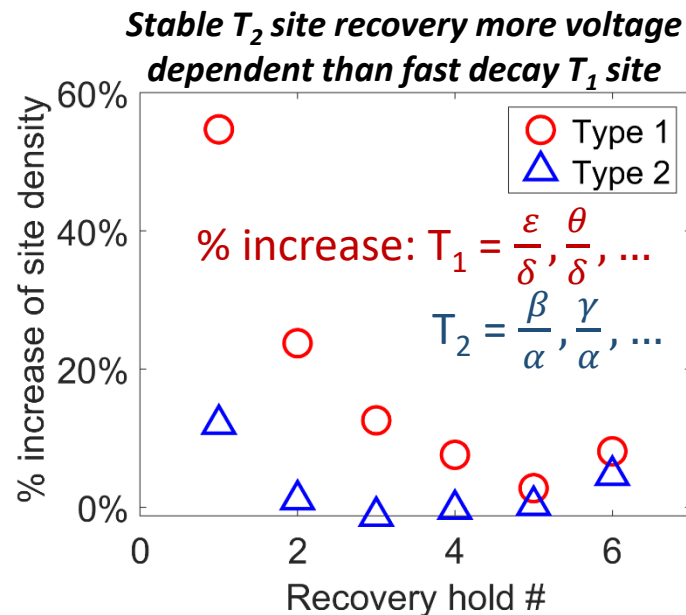 Stable T₂ site recovery more voltage
dependent than fast decay T₁ site
60%
40%
20%
0%
% increase of site density
Type 1
Type 2
% increase: T₁ = ε/δ, θ/δ, ...
T₂ = β/α, γ/α, ...
0 2 4 6
Recovery hold #